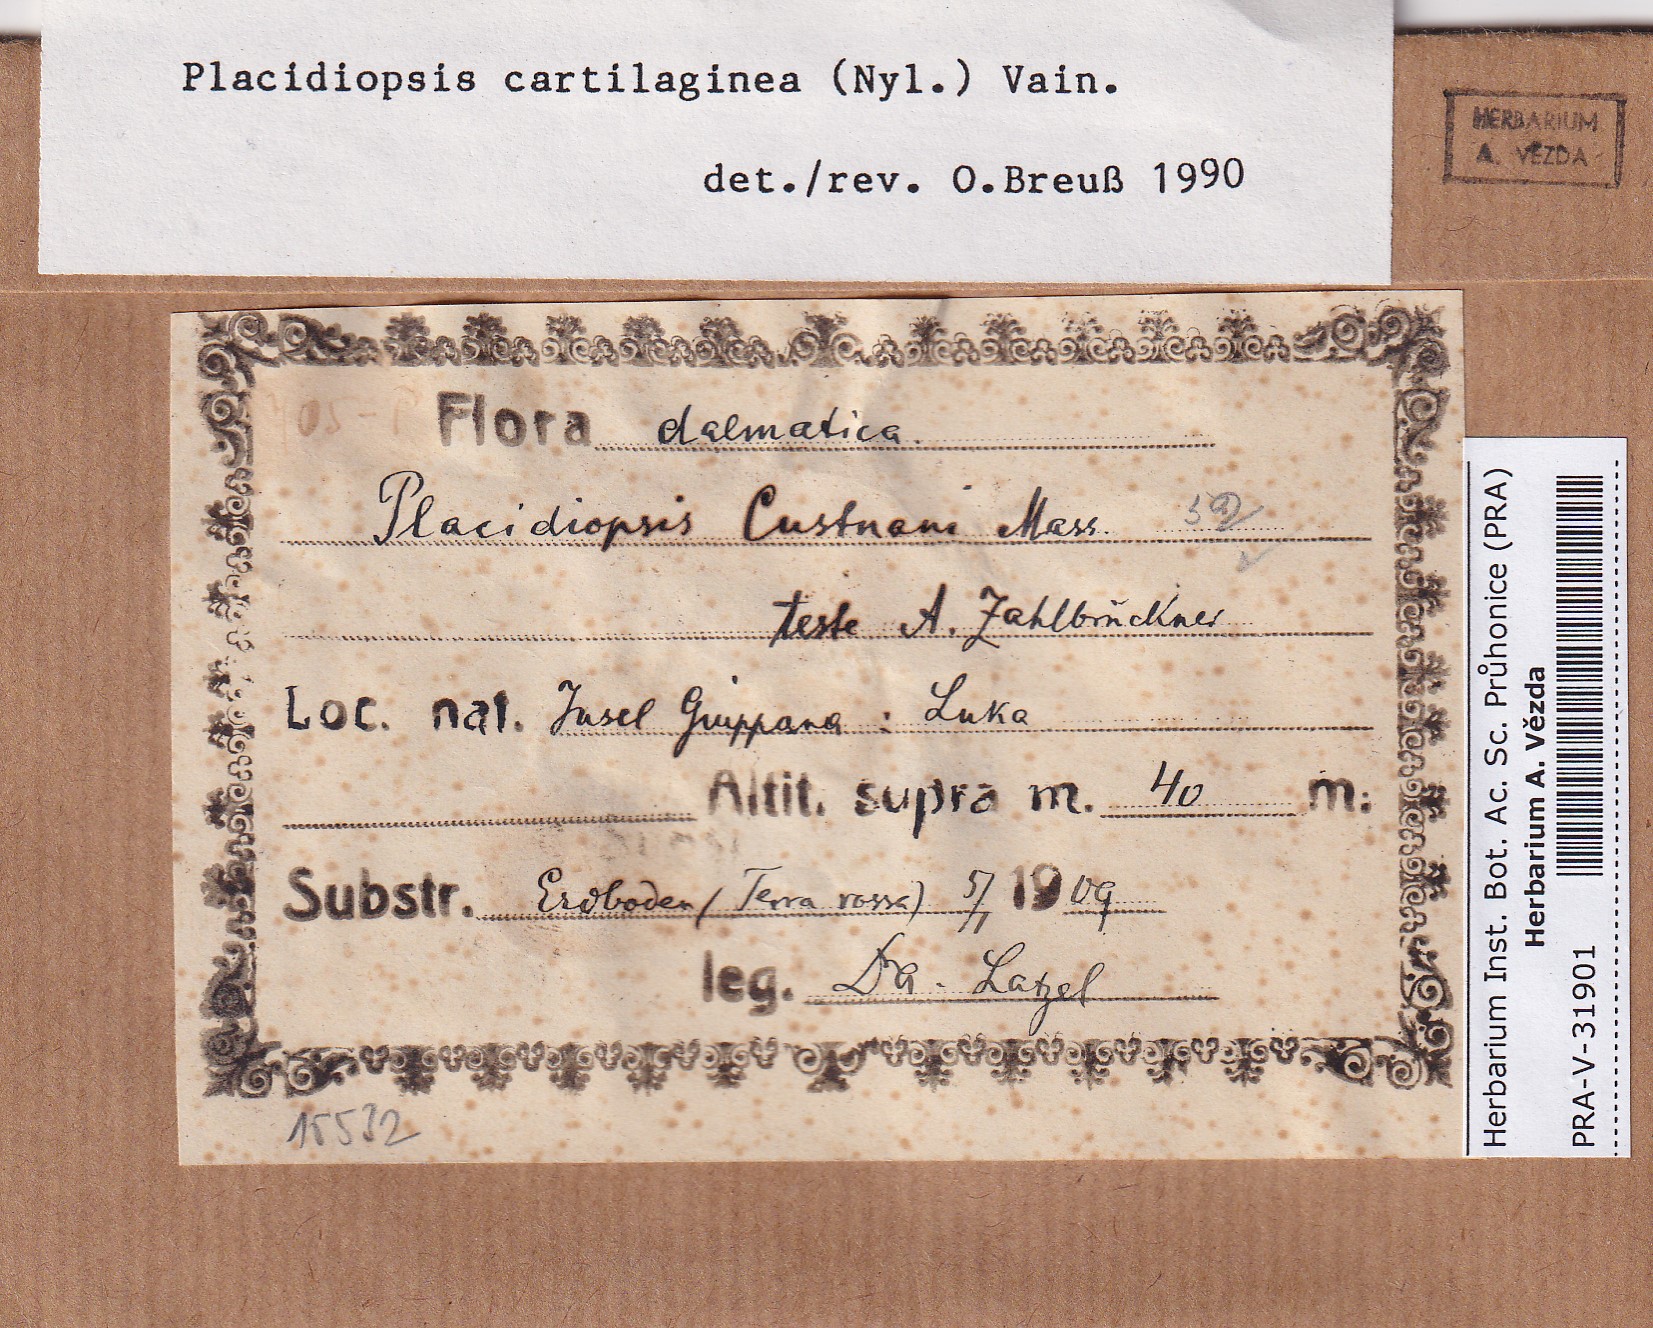 Placidiopsis cartilaginea (Nyl.) Vain.
det./rev. O.Breuß 1990
HERBARIUM
A. VĚZDA
Flora dalmatica.
Placidiopsis Custnani Mass.
teste A. Zahlbruckner
Loc. nat. Insel Giuppana : Luka
Altit. supra m. 40 m.
Substr. Erdboden (Terra rossa) 5/11 1909
leg. Dr. Latzel
15532
Herbarium Inst. Bot. Ac. Sc. Průhonice (PRA)
Herbarium A. Vězda
PRA-V-31901